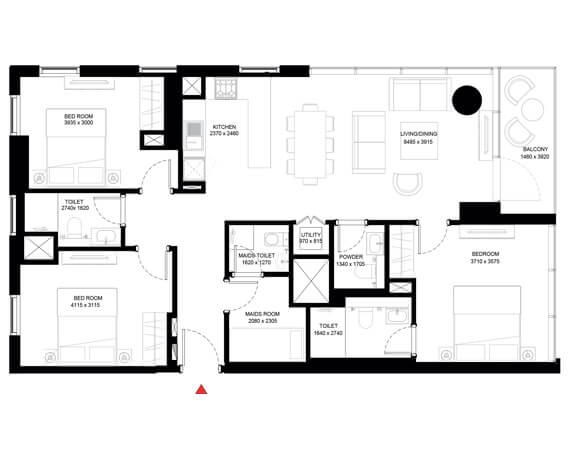 BED ROOM
3935 x 3000
KITCHEN
2370 x 2460
LIVING/DINING
8485 x 3915
BALCONY
1460 x 3920
TOILET
2740x 1620
UTILITY
970 x 815
MAIDS-TOILET
1620 x 1270
POWDER
1340 x 1705
BEDROOM
3710 x 3575
BED ROOM
4115 x 3115
MAIDS ROOM
2080 x 2305
TOILET
1640 x 2740